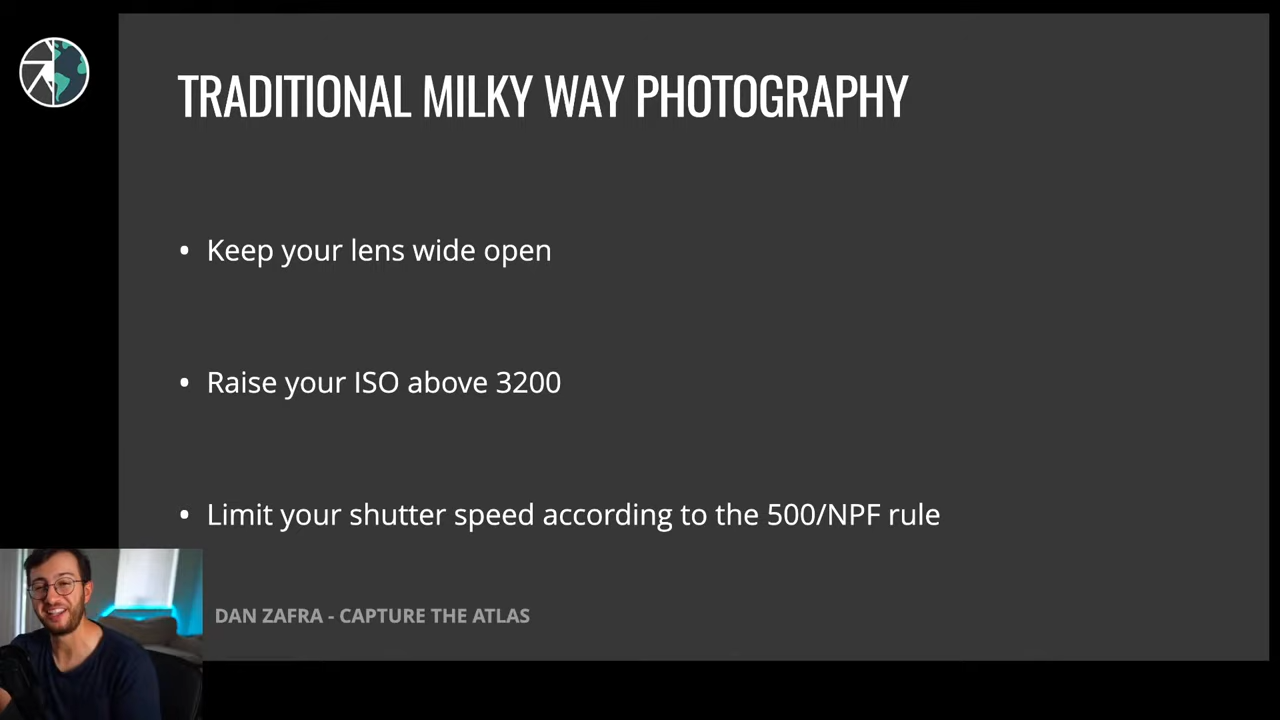 TRADITIONAL MILKY WAY PHOTOGRAPHY
• Keep your lens wide open
• Raise your ISO above 3200
• Limit your shutter speed according to the 500/NPF rule
DAN ZAFRA - CAPTURE THE ATLAS